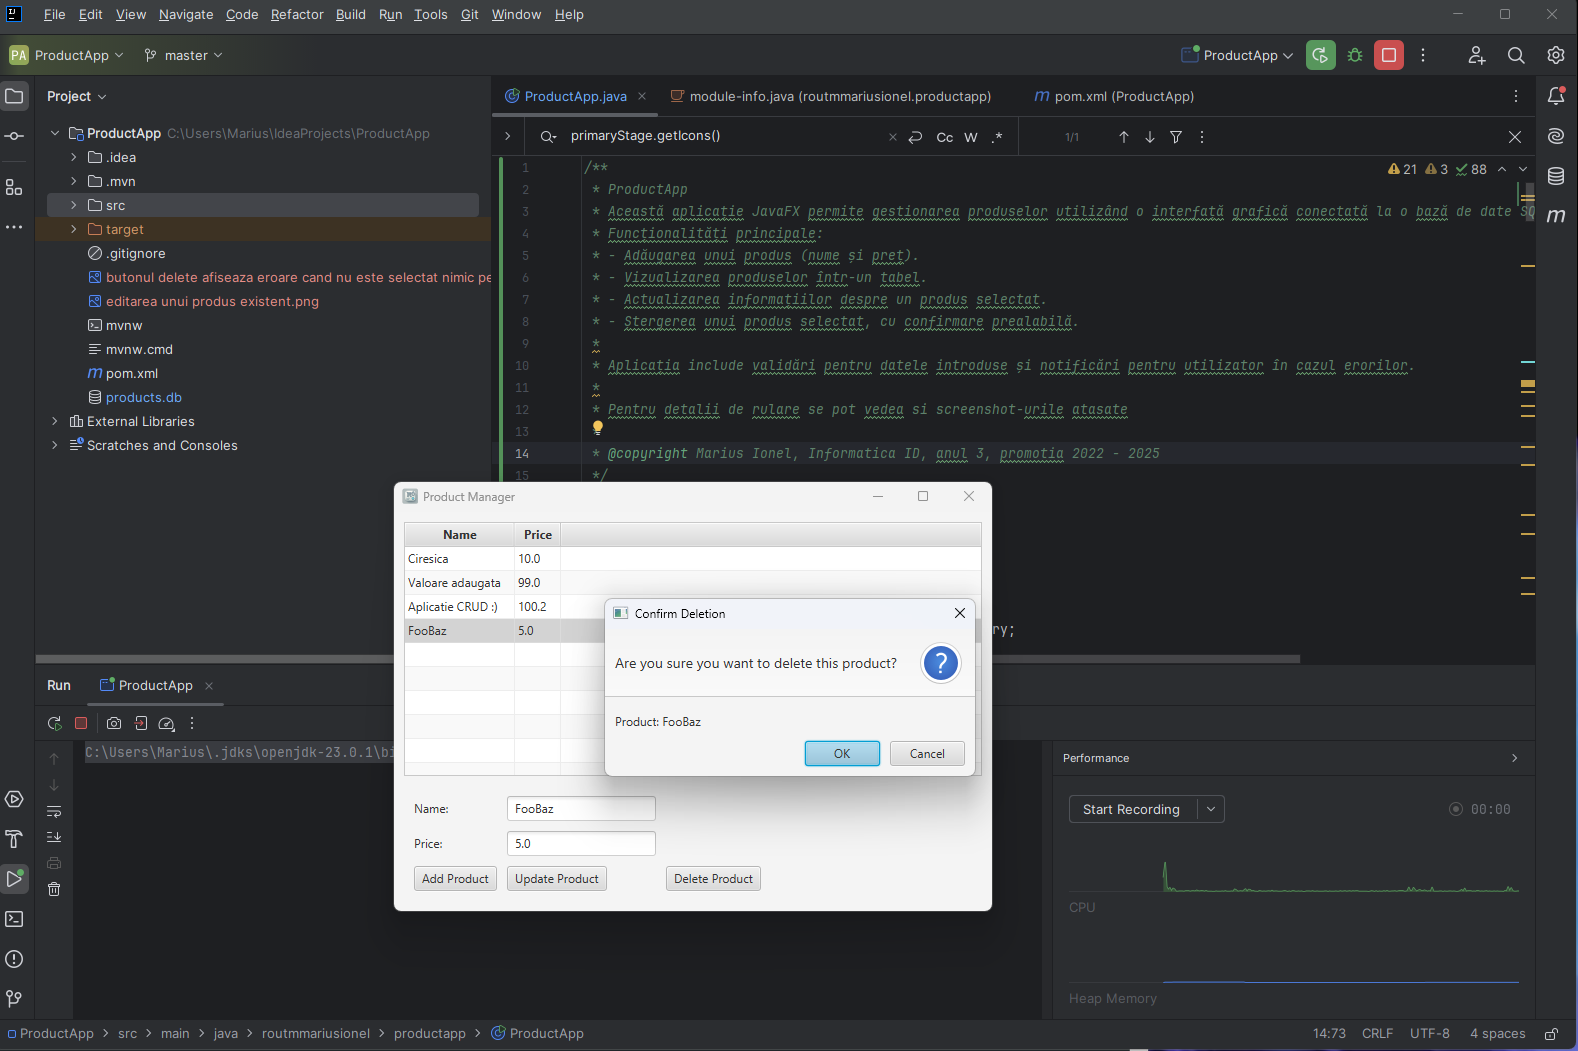 File Edit View Navigate Code Refactor Build Run Tools Git Window Help
PA ProductApp master ProductApp
Project
ProductApp.java module-info.java (routmmariusionel.productapp) pom.xml (ProductApp)
ProductApp C:\Users\Marius\IdeaProjects\ProductApp
.idea
.mvn
src
target
.gitignore
butonul delete afiseaza eroare cand nu este selectat nimic pe
editarea unui produs existent.png
mvnw
mvnw.cmd
pom.xml
products.db
External Libraries
Scratches and Consoles
primaryStage.getIcons() Cc W .* 1/1
21 3 88
1 /**
2 * ProductApp
3 * Această aplicație JavaFX permite gestionarea produselor utilizând o interfață grafică conectată la o bază de date SQ
4 * Funcționalități principale:
5 * - Adăugarea unui produs (nume și preț).
6 * - Vizualizarea produselor într-un tabel.
7 * - Actualizarea informațiilor despre un produs selectat.
8 * - Ștergerea unui produs selectat, cu confirmare prealabilă.
9 *
10 * Aplicația include validări pentru datele introduse și notificări pentru utilizator în cazul erorilor.
11 *
12 * Pentru detalii de rulare se pot vedea si screenshot-urile atasate
13
14 * @copyright Marius Ionel, Informatica ID, anul 3, promotia 2022 - 2025
15 */
ry;
Product Manager
Name Price
Ciresica 10.0
Valoare adaugata 99.0
Aplicatie CRUD :) 100.2
FooBaz 5.0
Confirm Deletion
Are you sure you want to delete this product?
?
Product: FooBaz
OK Cancel
Name: FooBaz
Price: 5.0
Add Product Update Product Delete Product
Run ProductApp
C:\Users\Marius\.jdks\openjdk-23.0.1\bi
Performance
Start Recording 00:00
CPU
Heap Memory
ProductApp src main java routmmariusionel productapp ProductApp
14:73 CRLF UTF-8 4 spaces